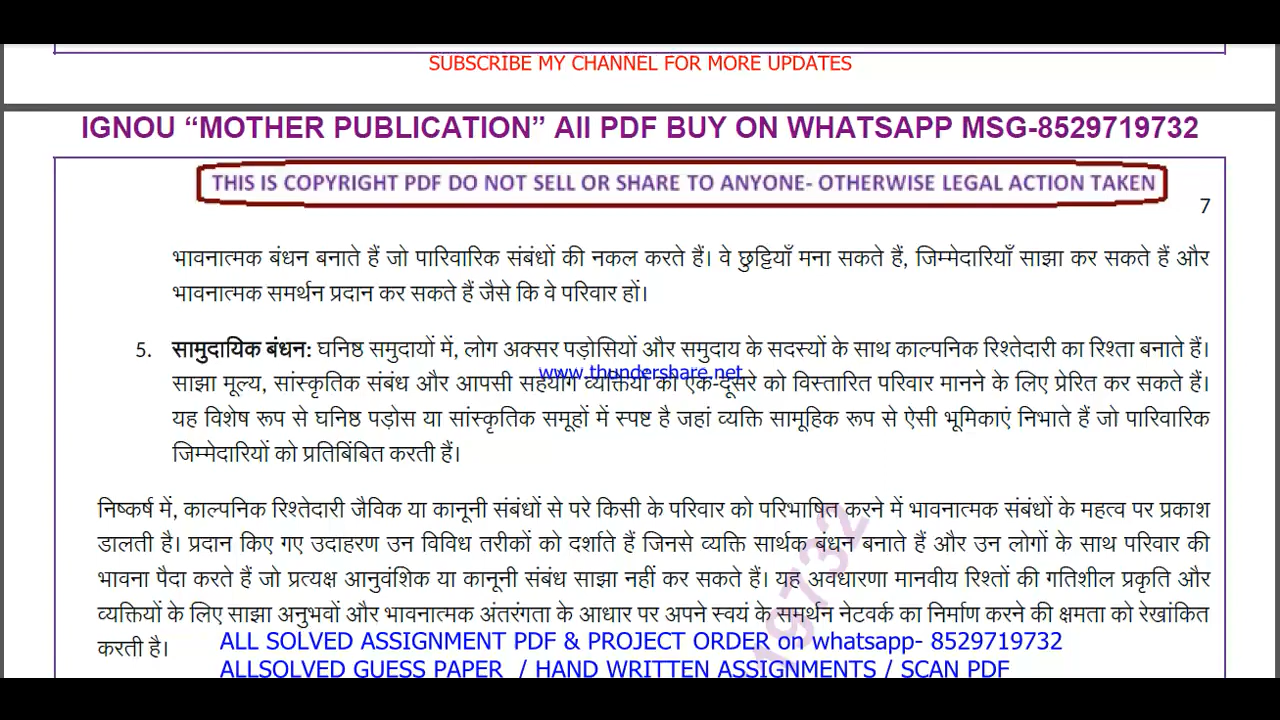 SUBSCRIBE MY CHANNEL FOR MORE UPDATES
IGNOU “MOTHER PUBLICATION” All PDF BUY ON WHATSAPP MSG-8529719732
THIS IS COPYRIGHT PDF DO NOT SELL OR SHARE TO ANYONE- OTHERWISE LEGAL ACTION TAKEN
7
भावनात्मक बंधन बनाते हैं जो पारिवारिक संबंधों की नकल करते हैं। वे छुट्टियाँ मना सकते हैं, जिम्मेदारियाँ साझा कर सकते हैं और
भावनात्मक समर्थन प्रदान कर सकते हैं जैसे कि वे परिवार हों।
5. सामुदायिक बंधन: घनिष्ठ समुदायों में, लोग अक्सर पड़ोसियों और समुदाय के सदस्यों के साथ काल्पनिक रिश्तेदारी का रिश्ता बनाते हैं।
www.thundershare.net
साझा मूल्य, सांस्कृतिक संबंध और आपसी सहयोग व्यक्तियों को एक-दूसरे को विस्तारित परिवार मानने के लिए प्रेरित कर सकते हैं।
यह विशेष रूप से घनिष्ठ पड़ोस या सांस्कृतिक समूहों में स्पष्ट है जहां व्यक्ति सामूहिक रूप से ऐसी भूमिकाएं निभाते हैं जो पारिवारिक
जिम्मेदारियों को प्रतिबिंबित करती हैं।
निष्कर्ष में, काल्पनिक रिश्तेदारी जैविक या कानूनी संबंधों से परे किसी के परिवार को परिभाषित करने में भावनात्मक संबंधों के महत्व पर प्रकाश
डालती है। प्रदान किए गए उदाहरण उन विविध तरीकों को दर्शाते हैं जिनसे व्यक्ति सार्थक बंधन बनाते हैं और उन लोगों के साथ परिवार की
भावना पैदा करते हैं जो प्रत्यक्ष आनुवंशिक या कानूनी संबंध साझा नहीं कर सकते हैं। यह अवधारणा मानवीय रिश्तों की गतिशील प्रकृति और
व्यक्तियों के लिए साझा अनुभवों और भावनात्मक अंतरंगता के आधार पर अपने स्वयं के समर्थन नेटवर्क का निर्माण करने की क्षमता को रेखांकित
करती है।
19732
ALL SOLVED ASSIGNMENT PDF & PROJECT ORDER on whatsapp- 8529719732
ALLSOLVED GUESS PAPER / HAND WRITTEN ASSIGNMENTS / SCAN PDF